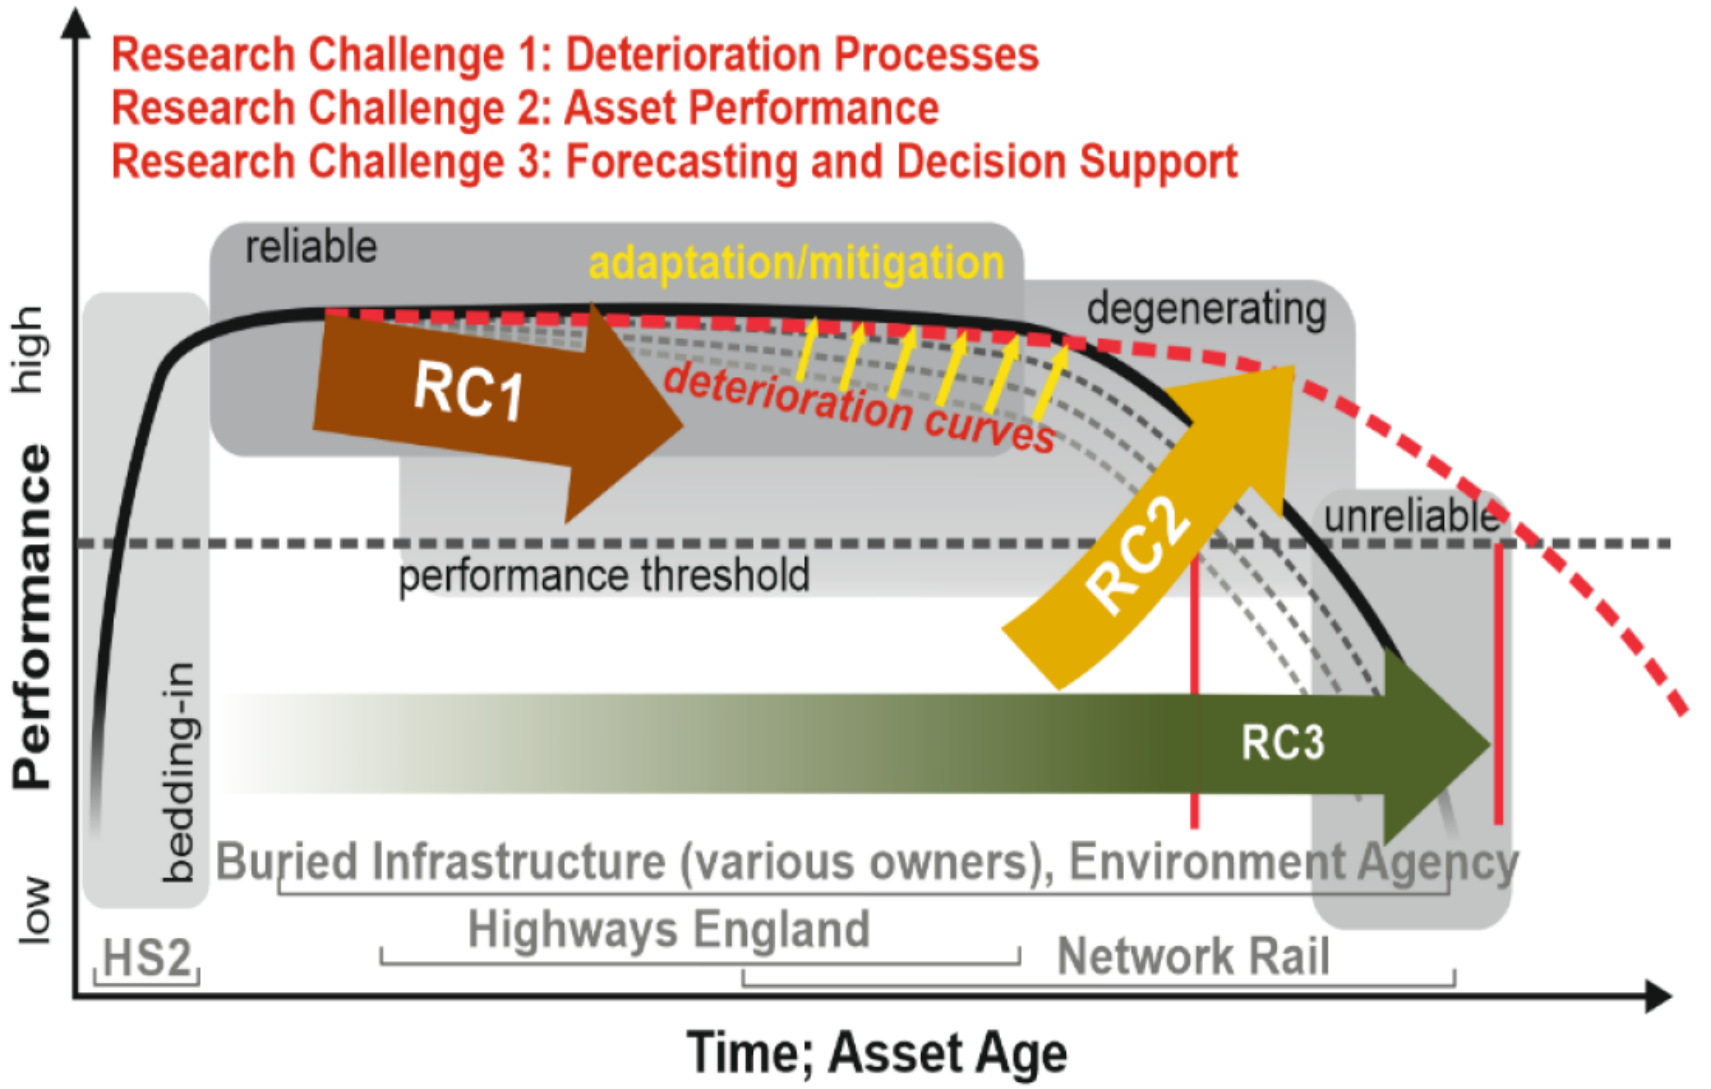 Research Challenge 1: Deterioration Processes
Research Challenge 2: Asset Performance
Research Challenge 3: Forecasting and Decision Support
reliable
adaptation/mitigation
degenerating
high
RC1
deterioration curves
Performance
RC2
unreliable
performance threshold
bedding-in
RC3
low
Buried Infrastructure (various owners), Environment Agency
Highways England
HS2
Network Rail
Time; Asset Age